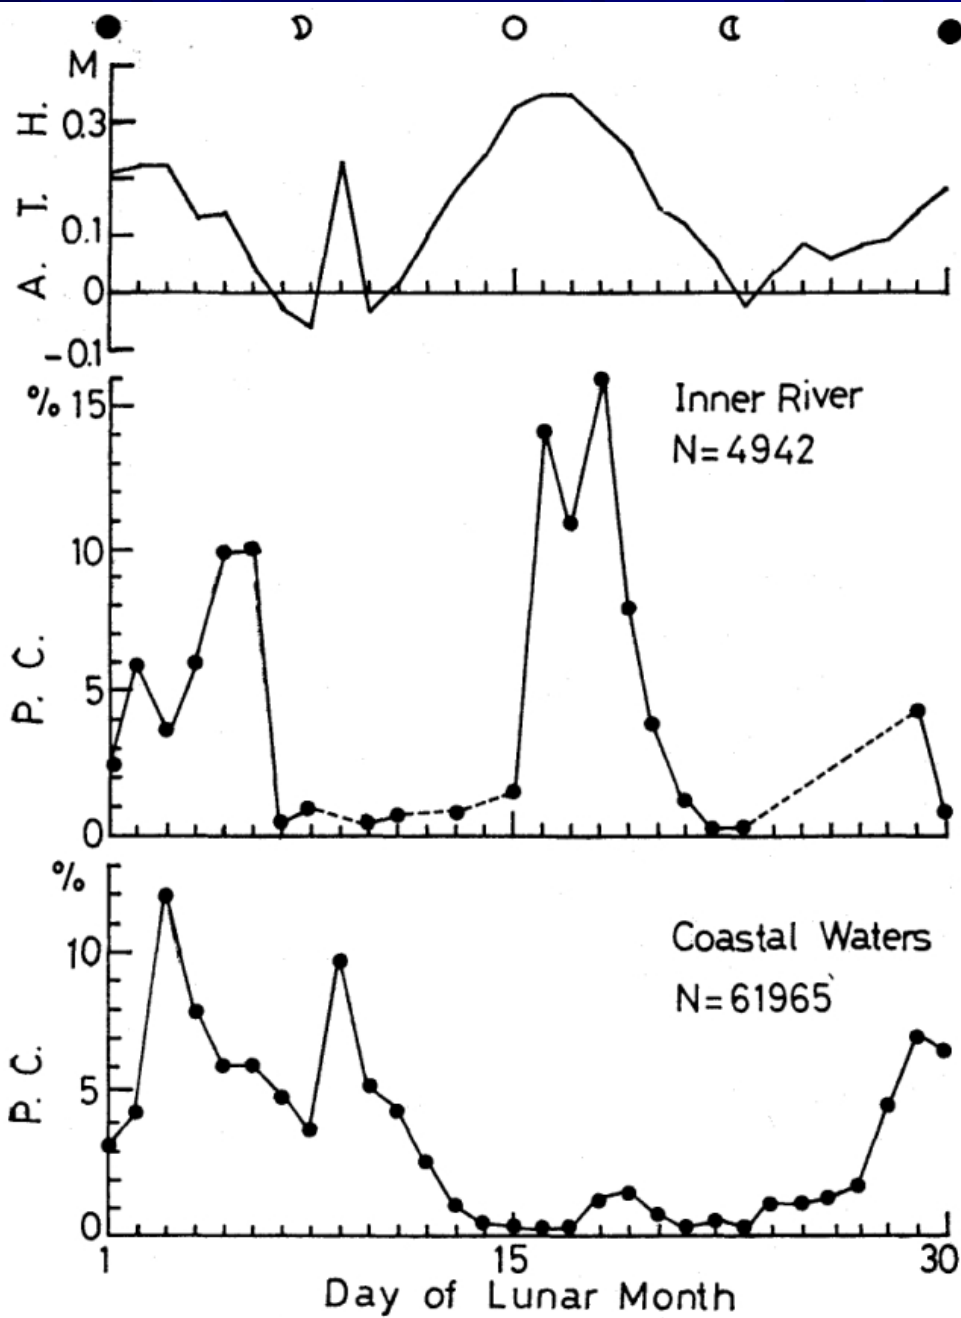 M
0.3
0.1
0
-0.1
A. T. H.
% 15
10
5
0
P. C.
Inner River
N=4942
%
10
5
0
P. C.
Coastal Waters
N=61965
1 15 30
Day of Lunar Month